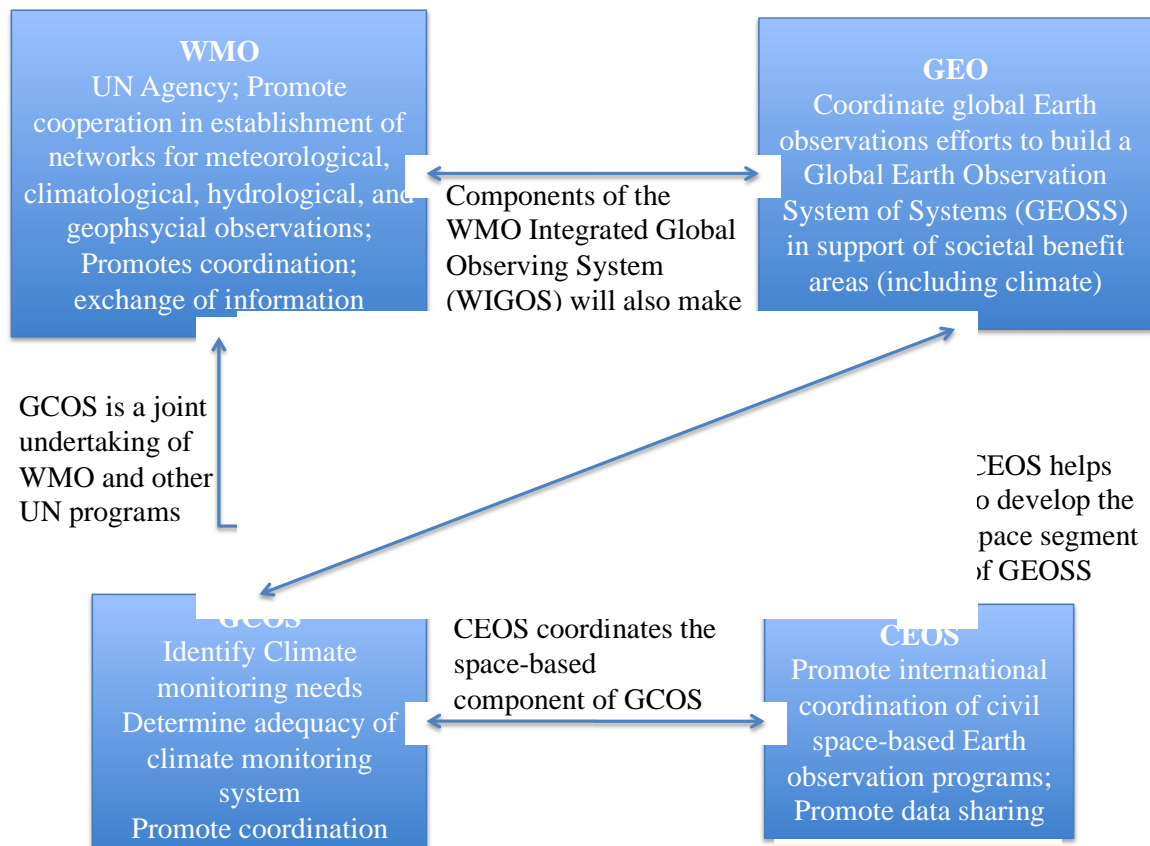 WMO
UN Agency; Promote
cooperation in establishment of
networks for meteorological,
climatological, hydrological, and
geophsycial observations;
Promotes coordination;
exchange of information
GEO
Coordinate global Earth
observations efforts to build a
Global Earth Observation
System of Systems (GEOSS)
in support of societal benefit
areas (including climate)
Components of the
WMO Integrated Global
Observing System
(WIGOS) will also make
GCOS is a joint
undertaking of
WMO and other
UN programs
CEOS helps
to develop the
space segment
of GEOSS
GCOS
Identify Climate
monitoring needs
Determine adequacy of
climate monitoring
system
Promote coordination
CEOS coordinates the
space-based
component of GCOS
CEOS
Promote international
coordination of civil
space-based Earth
observation programs;
Promote data sharing